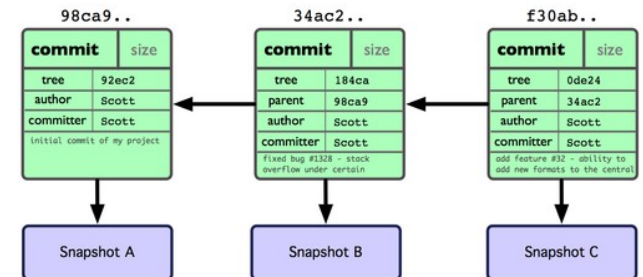 98ca9..
commit size
tree 92ec2
author Scott
committer Scott
initial commit of my project
Snapshot A
34ac2..
commit size
tree 184ca
parent 98ca9
author Scott
committer Scott
fixed bug #1328 - stack
overflow under certain
Snapshot B
f30ab..
commit size
tree 0de24
parent 34ac2
author Scott
committer Scott
add feature #32 - ability to
add new formats to the central
Snapshot C